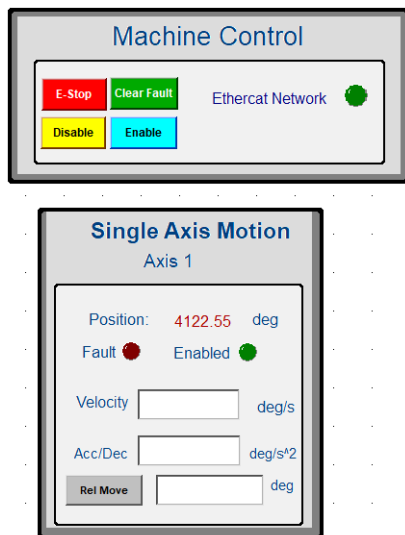 Machine Control
E-Stop Clear Fault
Ethercat Network
Disable Enable
Single Axis Motion
Axis 1
Position: 4122.55 deg
Fault Enabled
Velocity deg/s
Acc/Dec deg/s^2
Rel Move deg